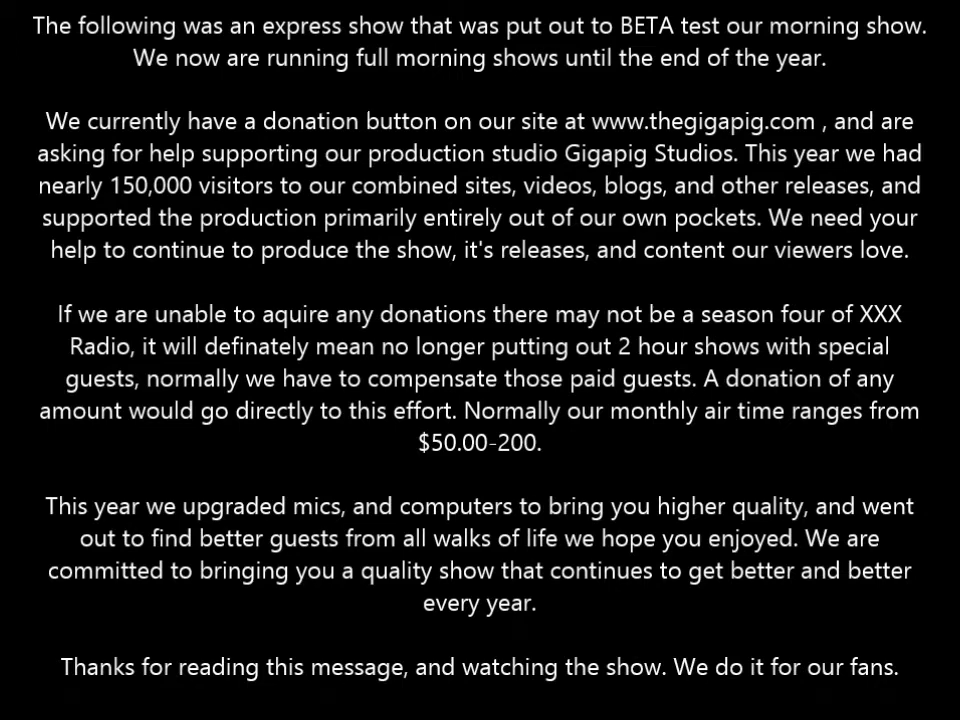 The following was an express show that was put out to BETA test our morning show.
We now are running full morning shows until the end of the year.
We currently have a donation button on our site at www.thegigapig.com , and are
asking for help supporting our production studio Gigapig Studios. This year we had
nearly 150,000 visitors to our combined sites, videos, blogs, and other releases, and
supported the production primarily entirely out of our own pockets. We need your
help to continue to produce the show, it's releases, and content our viewers love.
If we are unable to aquire any donations there may not be a season four of XXX
Radio, it will definately mean no longer putting out 2 hour shows with special
guests, normally we have to compensate those paid guests. A donation of any
amount would go directly to this effort. Normally our monthly air time ranges from
$50.00-200.
This year we upgraded mics, and computers to bring you higher quality, and went
out to find better guests from all walks of life we hope you enjoyed. We are
committed to bringing you a quality show that continues to get better and better
every year.
Thanks for reading this message, and watching the show. We do it for our fans.